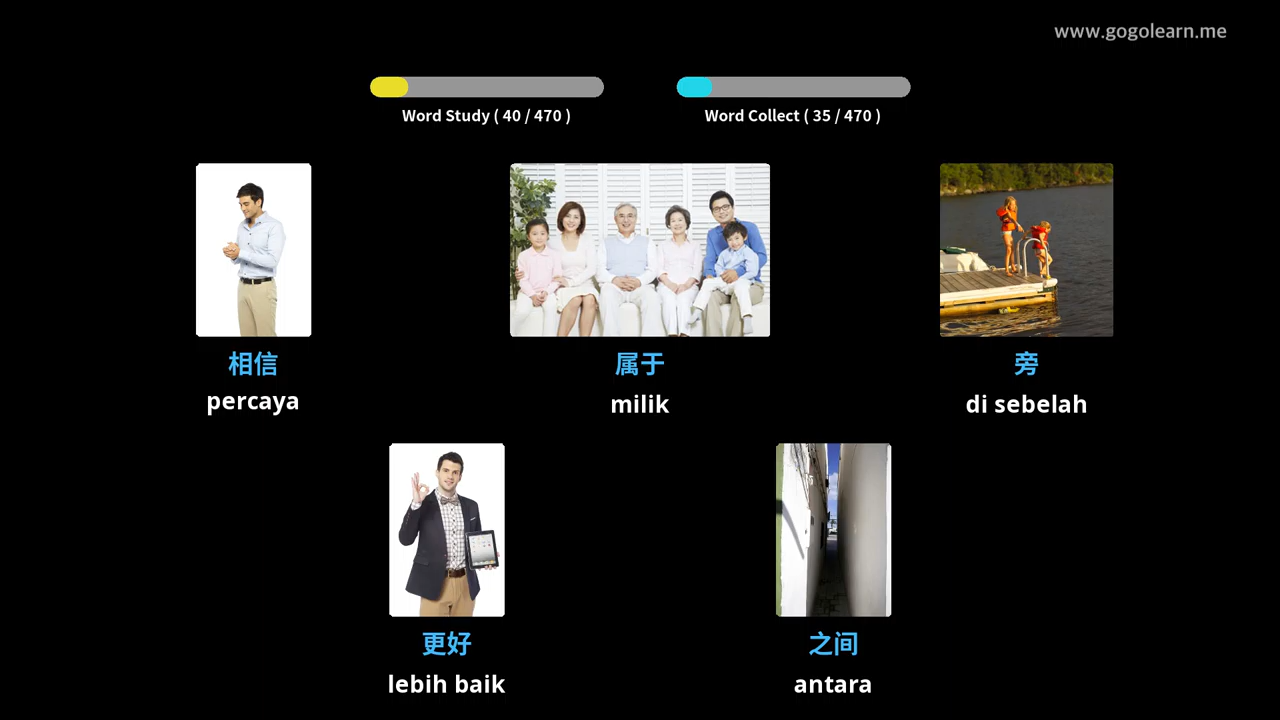 www.gogolearn.me
Word Study ( 40 / 470 )
Word Collect ( 35 / 470 )
相信
percaya
属于
milik
旁
di sebelah
更好
lebih baik
之间
antara